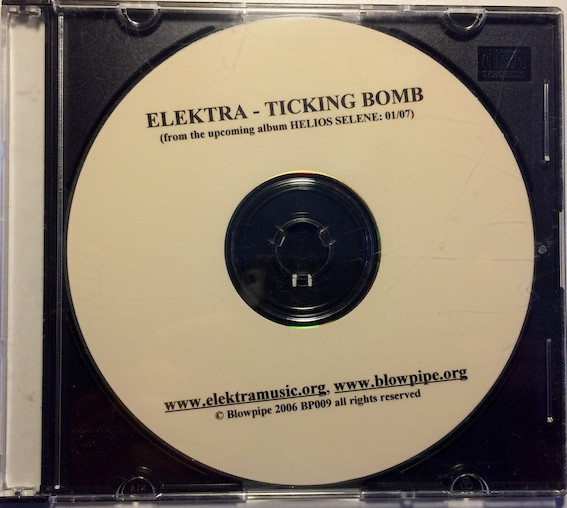 ELEKTRA - TICKING BOMB
(from the upcoming album HELIOS SELENE: 01/07)
www.elektramusic.org, www.blowpipe.org
© Blowpipe 2006 BP009 all rights reserved